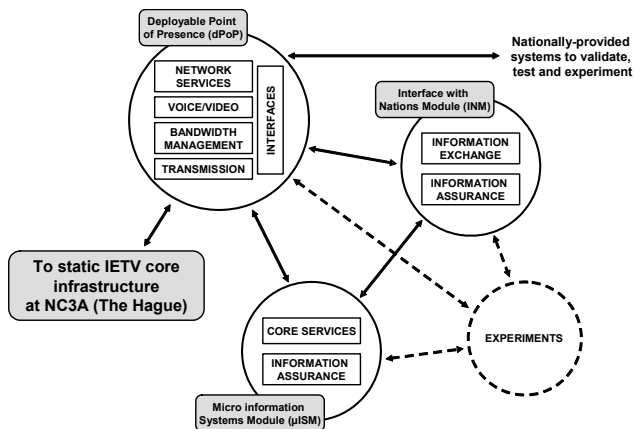 Deployable Point
of Presence (dPoP)
NETWORK
SERVICES
VOICE/VIDEO
BANDWIDTH
MANAGEMENT
TRANSMISSION
INTERFACES
Nationally-provided
systems to validate,
test and experiment
Interface with
Nations Module (INM)
INFORMATION
EXCHANGE
INFORMATION
ASSURANCE
To static IETV core
infrastructure
at NC3A (The Hague)
CORE SERVICES
INFORMATION
ASSURANCE
Micro information
Systems Module (µISM)
EXPERIMENTS